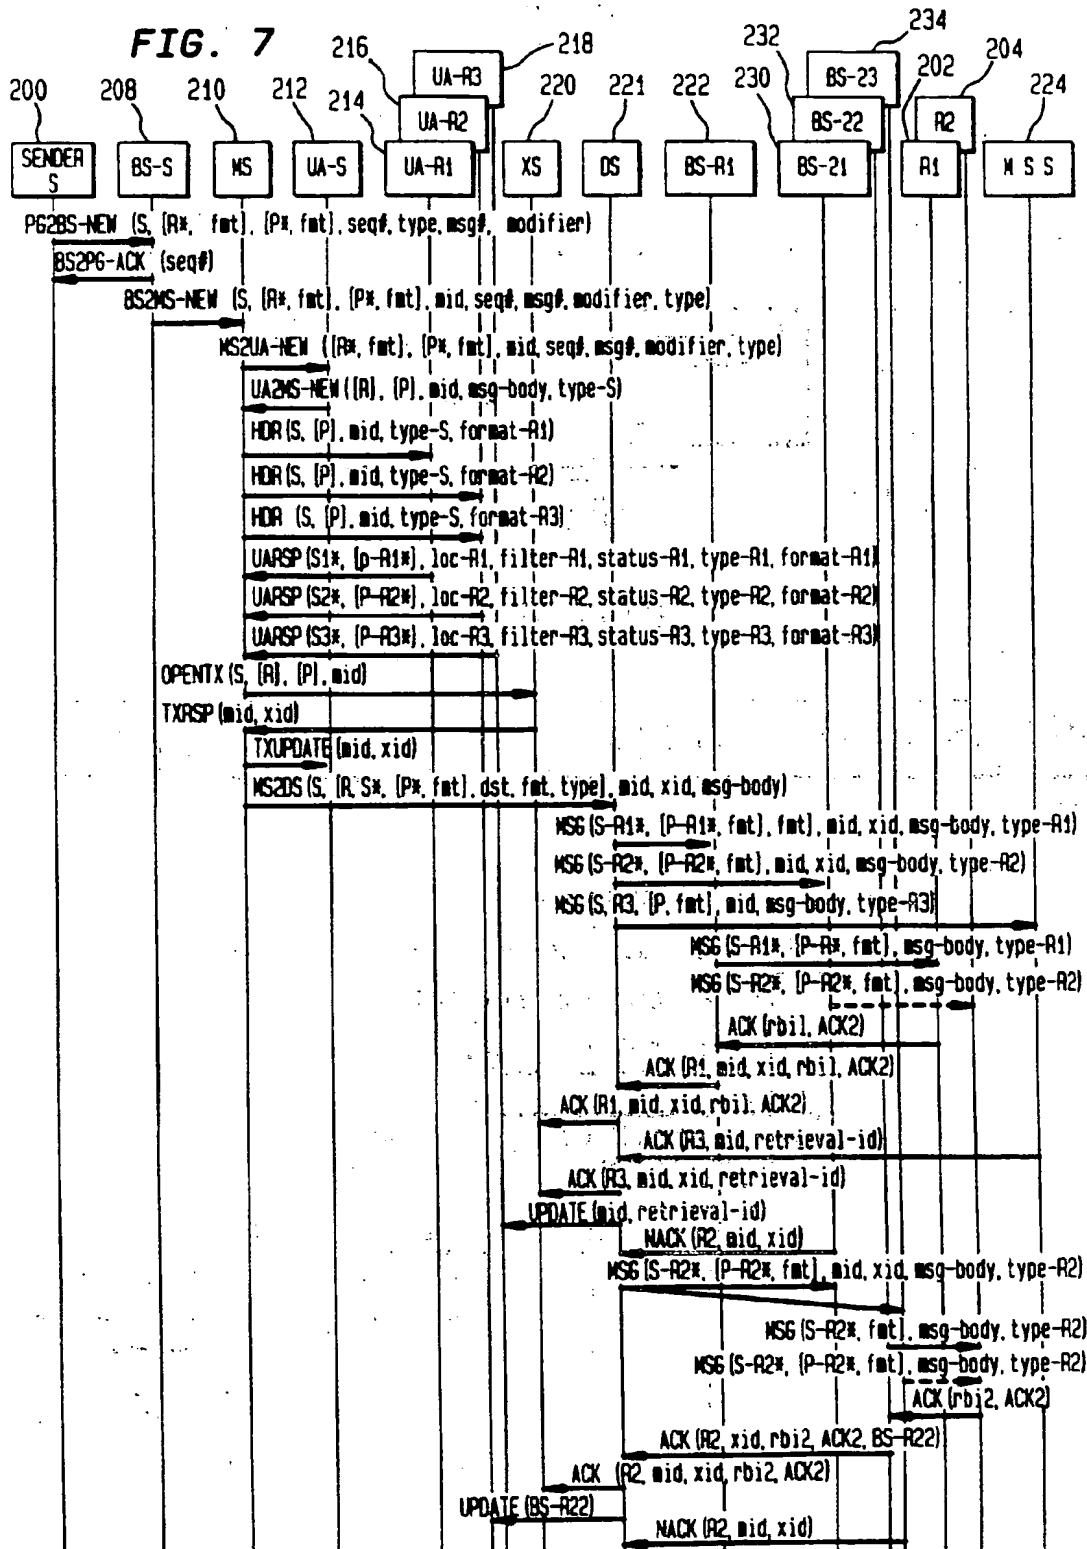 FIG. 7
200
208
210
212
216
214
218
220
221
222
232
230
234
202
204
224
SENDER S
BS-S
MS
UA-S
UA-R3
UA-R2
UA-R1
XS
DS
BS-R1
BS-23
BS-22
BS-21
R2
R1
M S S
PG2BS-NEW (S, [R*, fmt], [P*, fmt], seq#, type, msg#, modifier)
BS2PG-ACK (seq#)
BS2MS-NEW (S, [R*, fmt], [P*, fmt], mid, seq#, msg#, modifier, type)
MS2UA-NEW ([R*, fmt], [P*, fmt], mid, seq#, msg#, modifier, type)
UA2MS-NEW ([R], [P], mid, msg-body, type-S)
HDR (S, [P], mid, type-S, format-R1)
HDR (S, [P], mid, type-S, format-R2)
HDR (S, [P], mid, type-S, format-R3)
UARSP (S1*, [p-R1*], loc-R1, filter-R1, status-R1, type-R1, format-R1)
UARSP (S2*, [P-R2*], loc-R2, filter-R2, status-R2, type-R2, format-R2)
UARSP (S3*, [P-R3*], loc-R3, filter-R3, status-R3, type-R3, format-R3)
OPENTX (S, [R], [P], mid)
TXRSP (mid, xid)
TXUPDATE (mid, xid)
MS2DS (S, [R, S*, [P*, fmt], dst, fmt, type], mid, xid, msg-body)
MSG (S-R1*, [P-R1*, fmt], fmt], mid, xid, msg-body, type-R1)
MSG (S-R2*, [P-R2*, fmt], mid, xid, msg-body, type-R2)
MSG (S, R3, [P, fmt], mid, msg-body, type-R3)
MSG (S-R1*, [P-R*, fmt], msg-body, type-R1)
MSG (S-R2*, [P-R2*, fmt], msg-body, type-R2)
ACK (rbi1, ACK2)
ACK (R1, mid, xid, rbi1, ACK2)
ACK (R1, mid, xid, rbi1, ACK2)
ACK (R3, mid, retrieval-id)
ACK (R3, mid, xid, retrieval-id)
UPDATE (mid, retrieval-id)
NACK (R2, mid, xid)
MSG (S-R2*, [P-R2*, fmt], mid, xid, msg-body, type-R2)
MSG (S-R2*, fmt], msg-body, type-R2)
MSG (S-R2*, [P-R2*, fmt], msg-body, type-R2)
ACK (rbi2, ACK2)
ACK (R2, xid, rbi2, ACK2, BS-R22)
ACK (R2, mid, xid, rbi2, ACK2)
UPDATE (BS-R22)
NACK (R2, mid, xid)